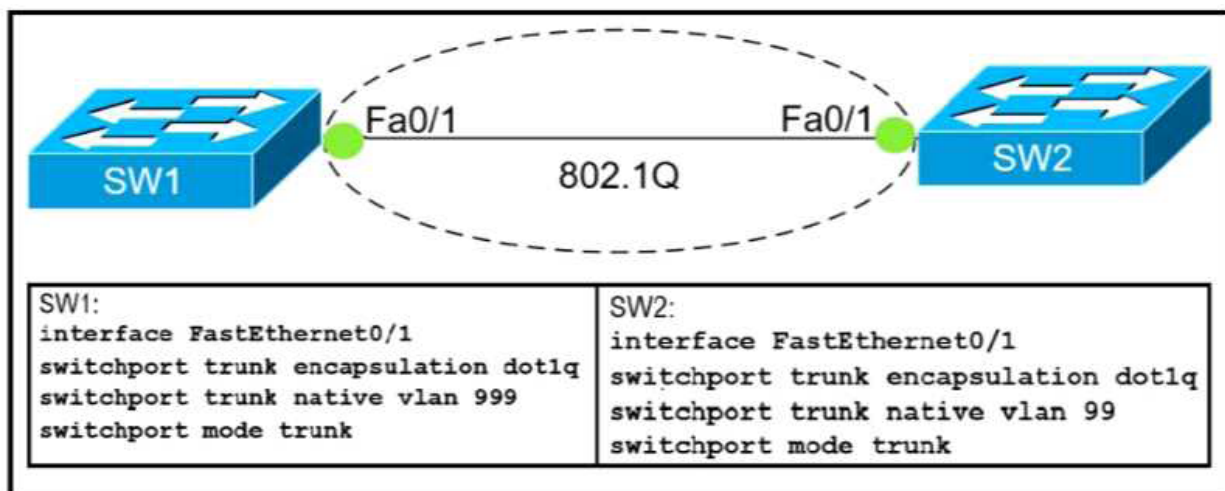 Fa0/1
Fa0/1
SW1
802.1Q
SW2
SW1:
interface FastEthernet0/1
switchport trunk encapsulation dot1q
switchport trunk native vlan 999
switchport mode trunk
SW2:
interface FastEthernet0/1
switchport trunk encapsulation dot1q
switchport trunk native vlan 99
switchport mode trunk